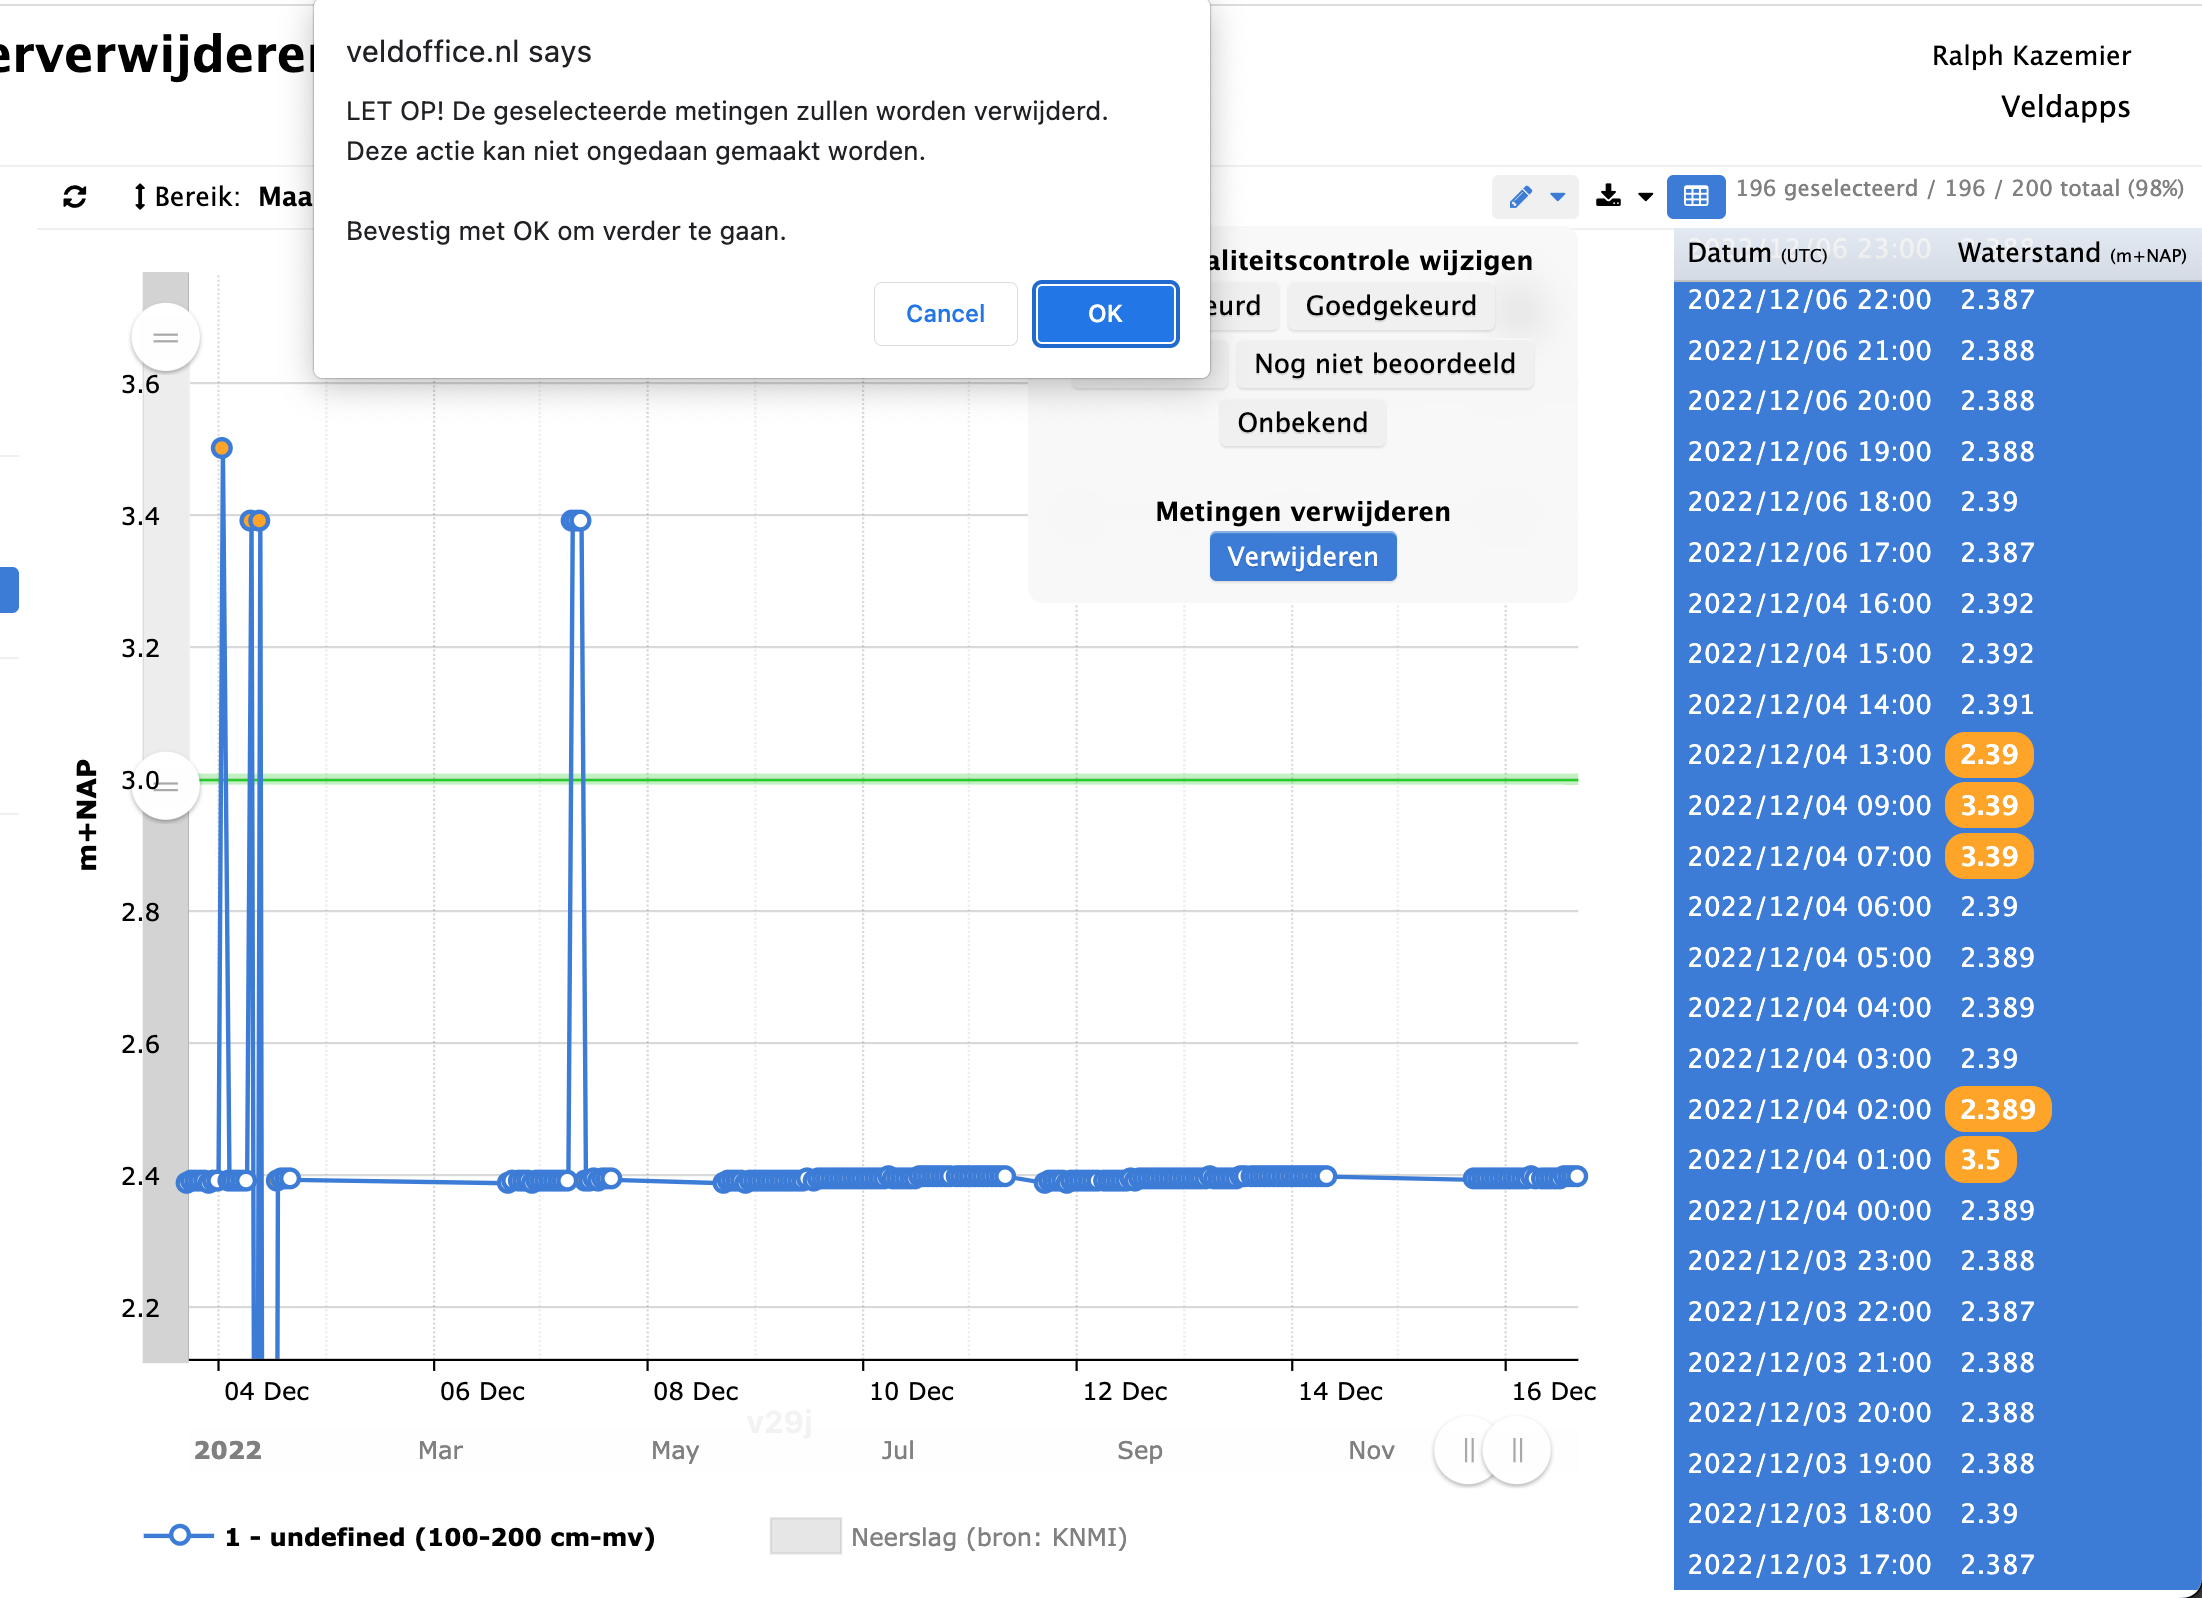 erverwijderen
veldoffice.nl says
LET OP! De geselecteerde metingen zullen worden verwijderd.
Deze actie kan niet ongedaan gemaakt worden.
Bevestig met OK om verder te gaan.
Cancel
OK
Ralph Kazemier
Veldapps
Bereik: Maa
196 geselecteerd / 196 / 200 totaal (98%)
aliteitscontrole wijzigen
eurd
Goedgekeurd
Nog niet beoordeeld
Onbekend
Metingen verwijderen
Verwijderen
m+NAP
3.6
3.4
3.2
3.0
2.8
2.6
2.4
2.2
04 Dec
06 Dec
08 Dec
10 Dec
12 Dec
14 Dec
16 Dec
v29j
2022
Mar
May
Jul
Sep
Nov
1 - undefined (100-200 cm-mv)
Neerslag (bron: KNMI)
Datum (UTC) Waterstand (m+NAP)
2022/12/06 22:00 2.387
2022/12/06 21:00 2.388
2022/12/06 20:00 2.388
2022/12/06 19:00 2.388
2022/12/06 18:00 2.39
2022/12/06 17:00 2.387
2022/12/04 16:00 2.392
2022/12/04 15:00 2.392
2022/12/04 14:00 2.391
2022/12/04 13:00 2.39
2022/12/04 09:00 3.39
2022/12/04 07:00 3.39
2022/12/04 06:00 2.39
2022/12/04 05:00 2.389
2022/12/04 04:00 2.389
2022/12/04 03:00 2.39
2022/12/04 02:00 2.389
2022/12/04 01:00 3.5
2022/12/04 00:00 2.389
2022/12/03 23:00 2.388
2022/12/03 22:00 2.387
2022/12/03 21:00 2.388
2022/12/03 20:00 2.388
2022/12/03 19:00 2.388
2022/12/03 18:00 2.39
2022/12/03 17:00 2.387